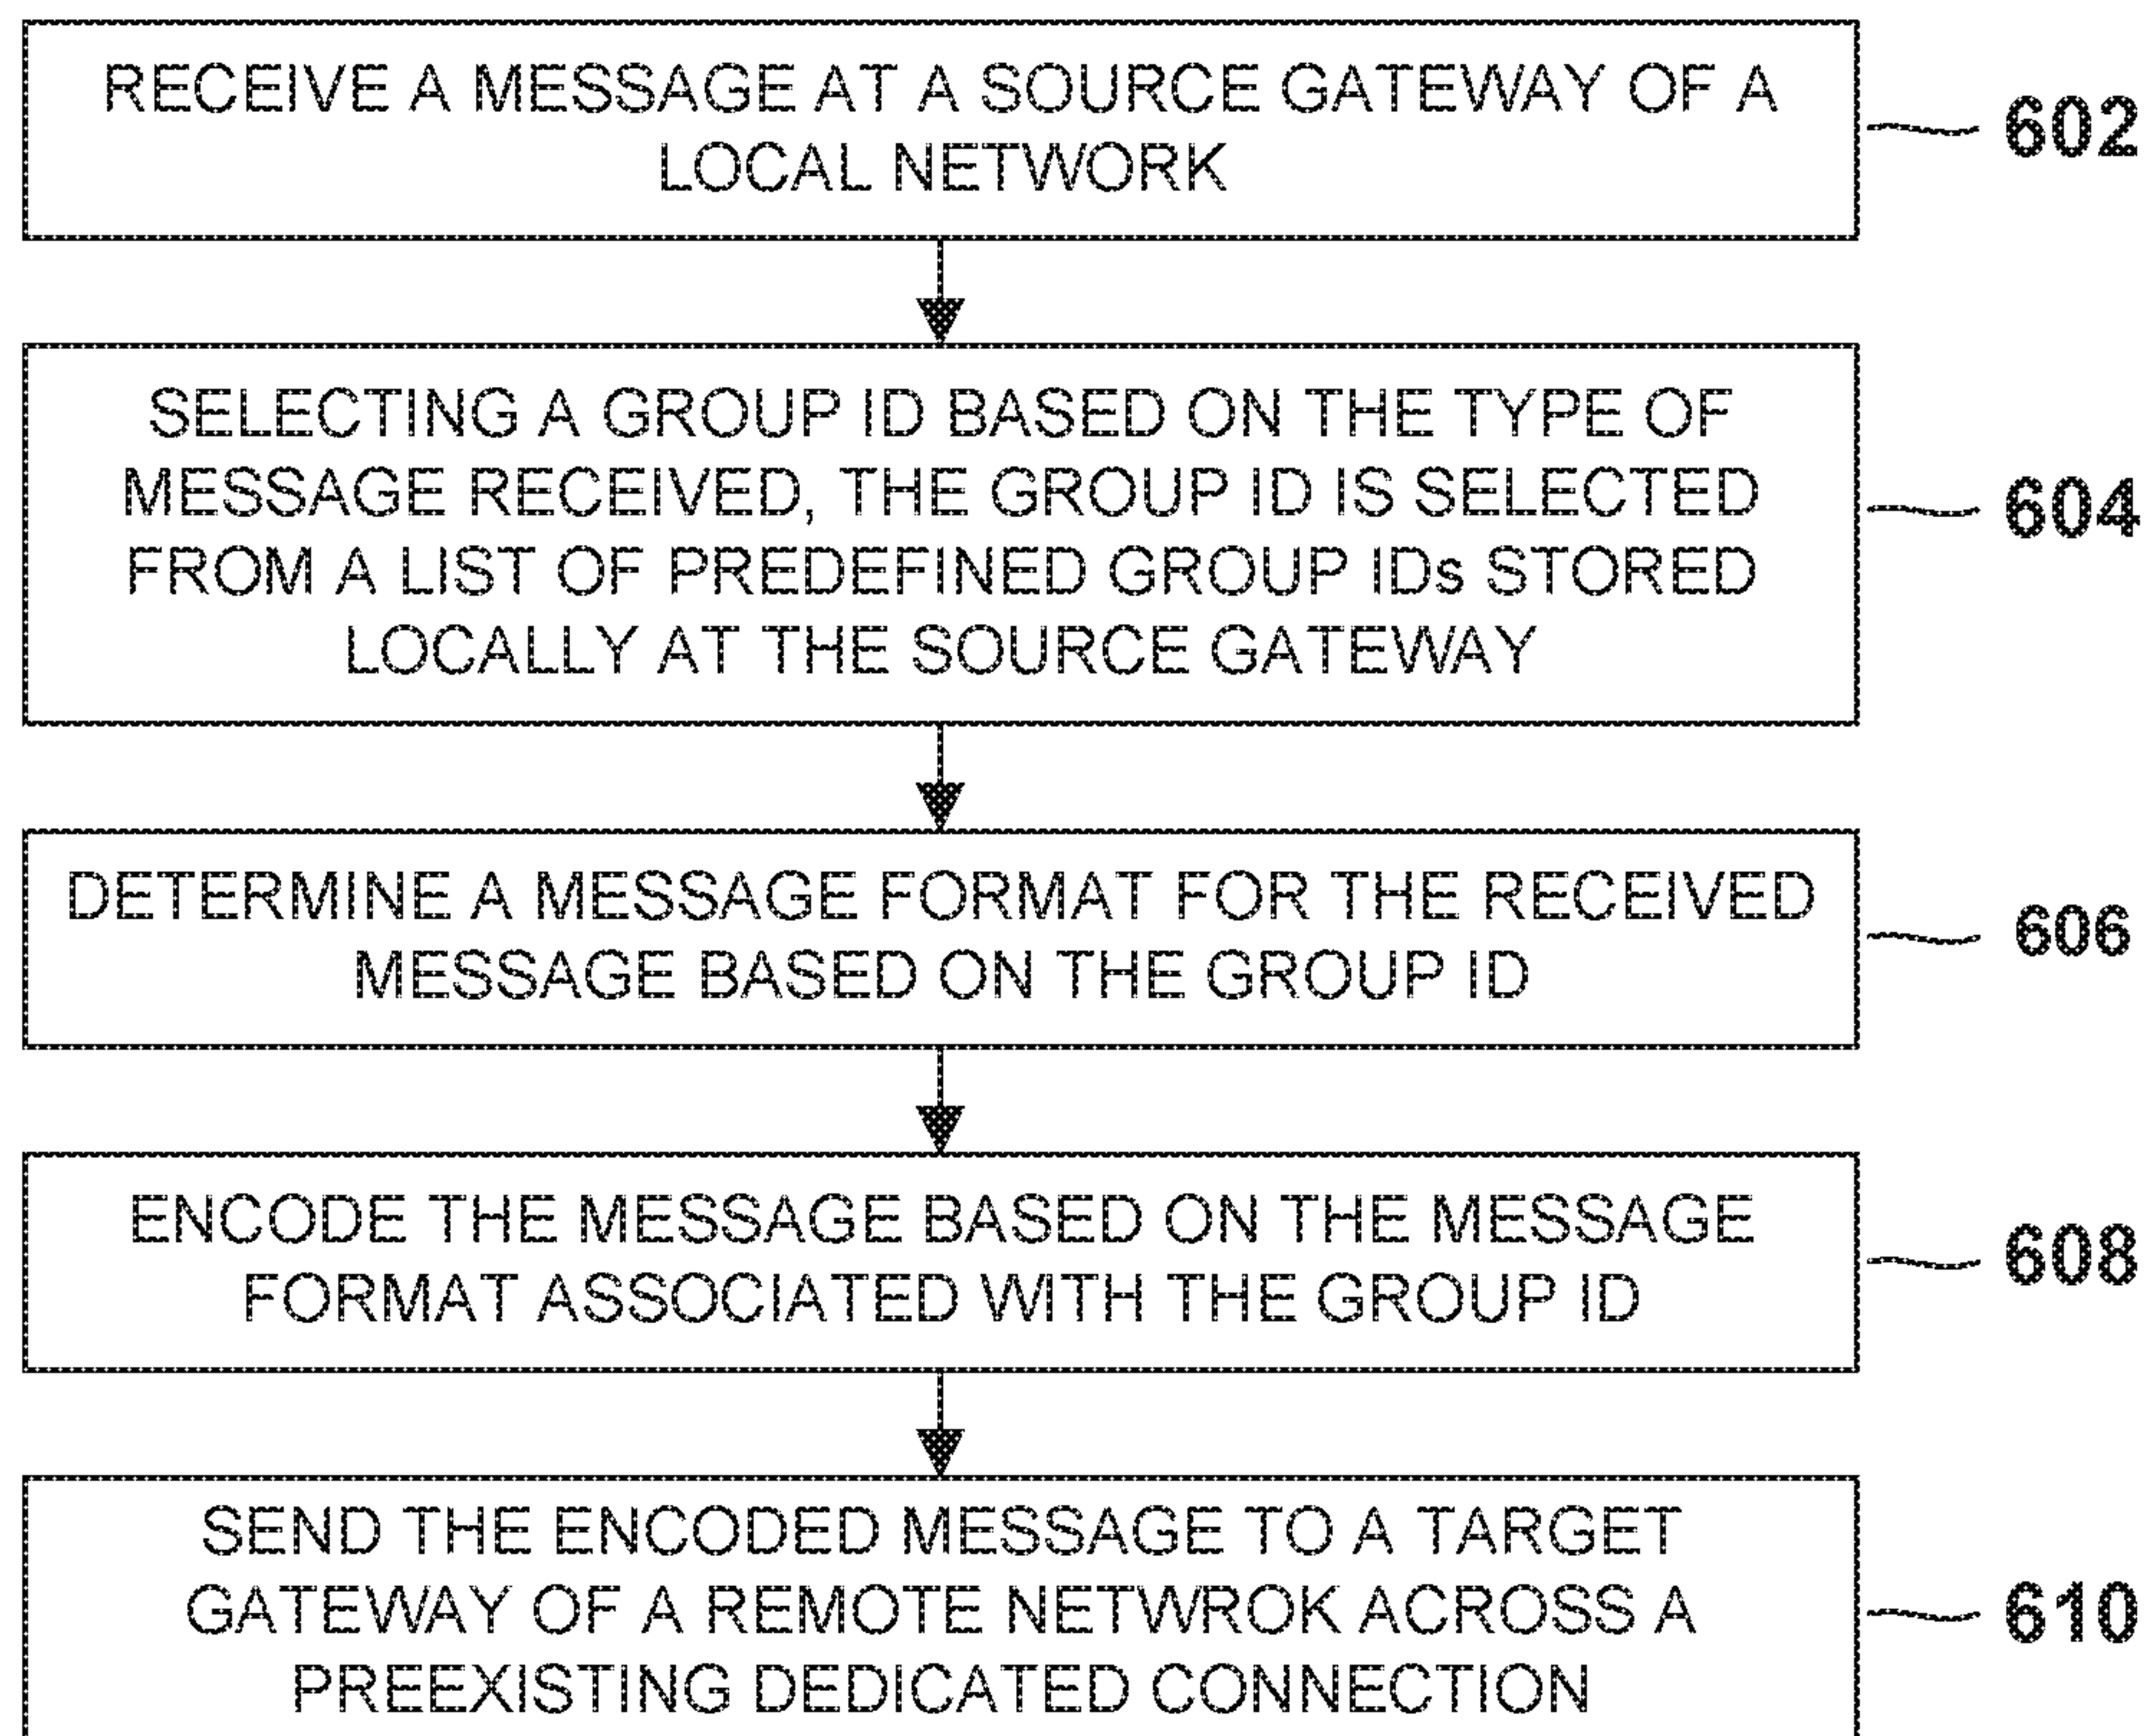 RECEIVE A MESSAGE AT A SOURCE GATEWAY OF A
LOCAL NETWORK
602
SELECTING A GROUP ID BASED ON THE TYPE OF
MESSAGE RECEIVED, THE GROUP ID IS SELECTED
FROM A LIST OF PREDEFINED GROUP IDs STORED
LOCALLY AT THE SOURCE GATEWAY
604
DETERMINE A MESSAGE FORMAT FOR THE RECEIVED
MESSAGE BASED ON THE GROUP ID
606
ENCODE THE MESSAGE BASED ON THE MESSAGE
FORMAT ASSOCIATED WITH THE GROUP ID
608
SEND THE ENCODED MESSAGE TO A TARGET
GATEWAY OF A REMOTE NETWROK ACROSS A
PREEXISTING DEDICATED CONNECTION
610